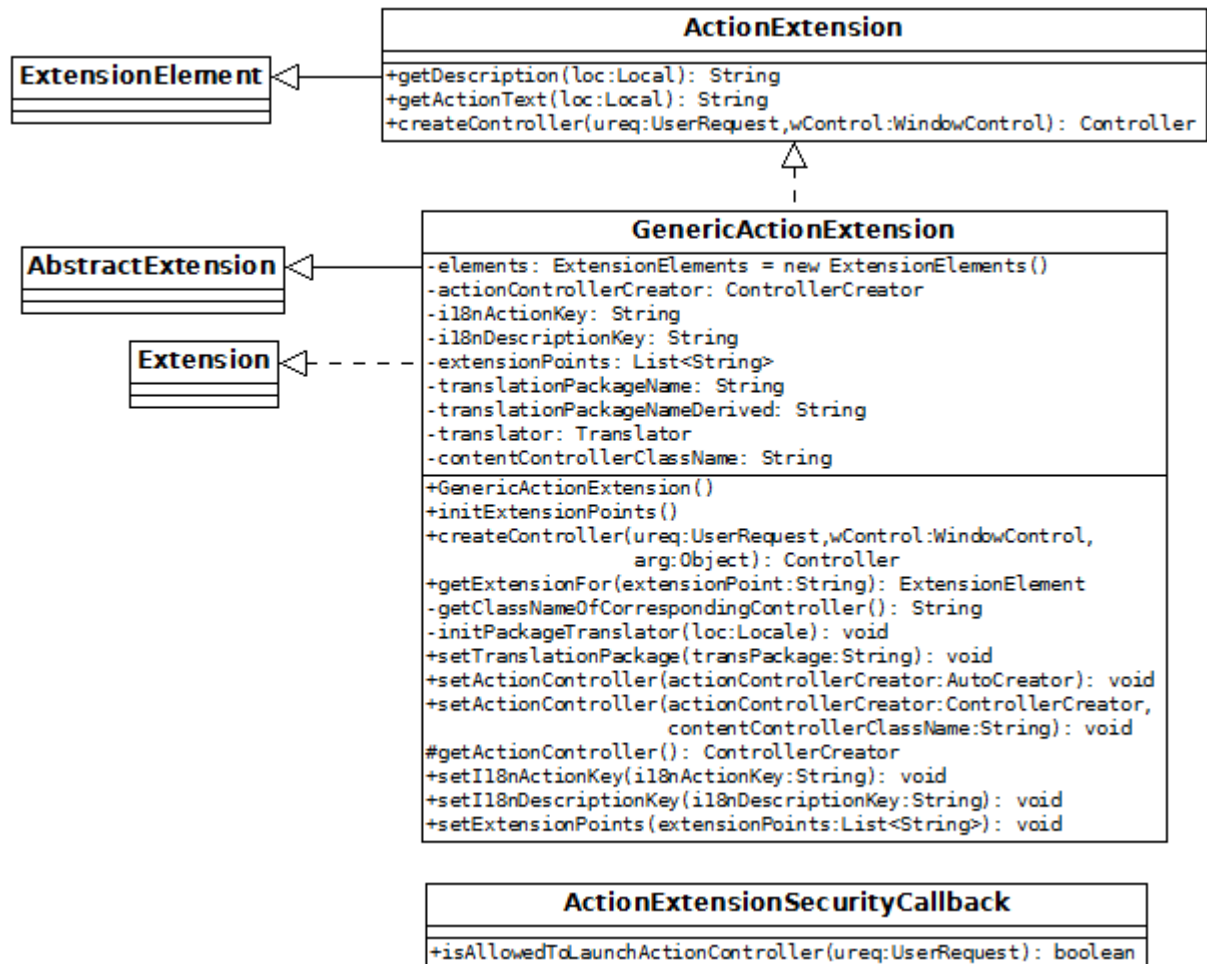 ActionExtension
ExtensionElement
+getDescription(loc:Local): String
+getActionText(loc:Local): String
+createController(ureq:UserRequest,wControl:WindowControl): Controller
GenericActionExtension
AbstractExtension
-elements: ExtensionElements = new ExtensionElements()
-actionControllerCreator: ControllerCreator
-i18nActionKey: String
-i18nDescriptionKey: String
Extension
-extensionPoints: List<String>
-translationPackageName: String
-translationPackageNameDerived: String
-translator: Translator
-contentControllerClassName: String
+GenericActionExtension()
+initExtensionPoints()
+createController(ureq:UserRequest,wControl:WindowControl,
arg:Object): Controller
+getExtensionFor(extensionPoint:String): ExtensionElement
-getClassNameOfCorrespondingController(): String
-initPackageTranslator(loc:Locale): void
+setTranslationPackage(transPackage:String): void
+setActionController(actionControllerCreator:AutoCreator): void
+setActionController(actionControllerCreator:ControllerCreator,
contentControllerClassName:String): void
#getActionController(): ControllerCreator
+setI18nActionKey(i18nActionKey:String): void
+setI18nDescriptionKey(i18nDescriptionKey:String): void
+setExtensionPoints(extensionPoints:List<String>): void
ActionExtensionSecurityCallback
+isAllowedToLaunchActionController(ureq:UserRequest): boolean